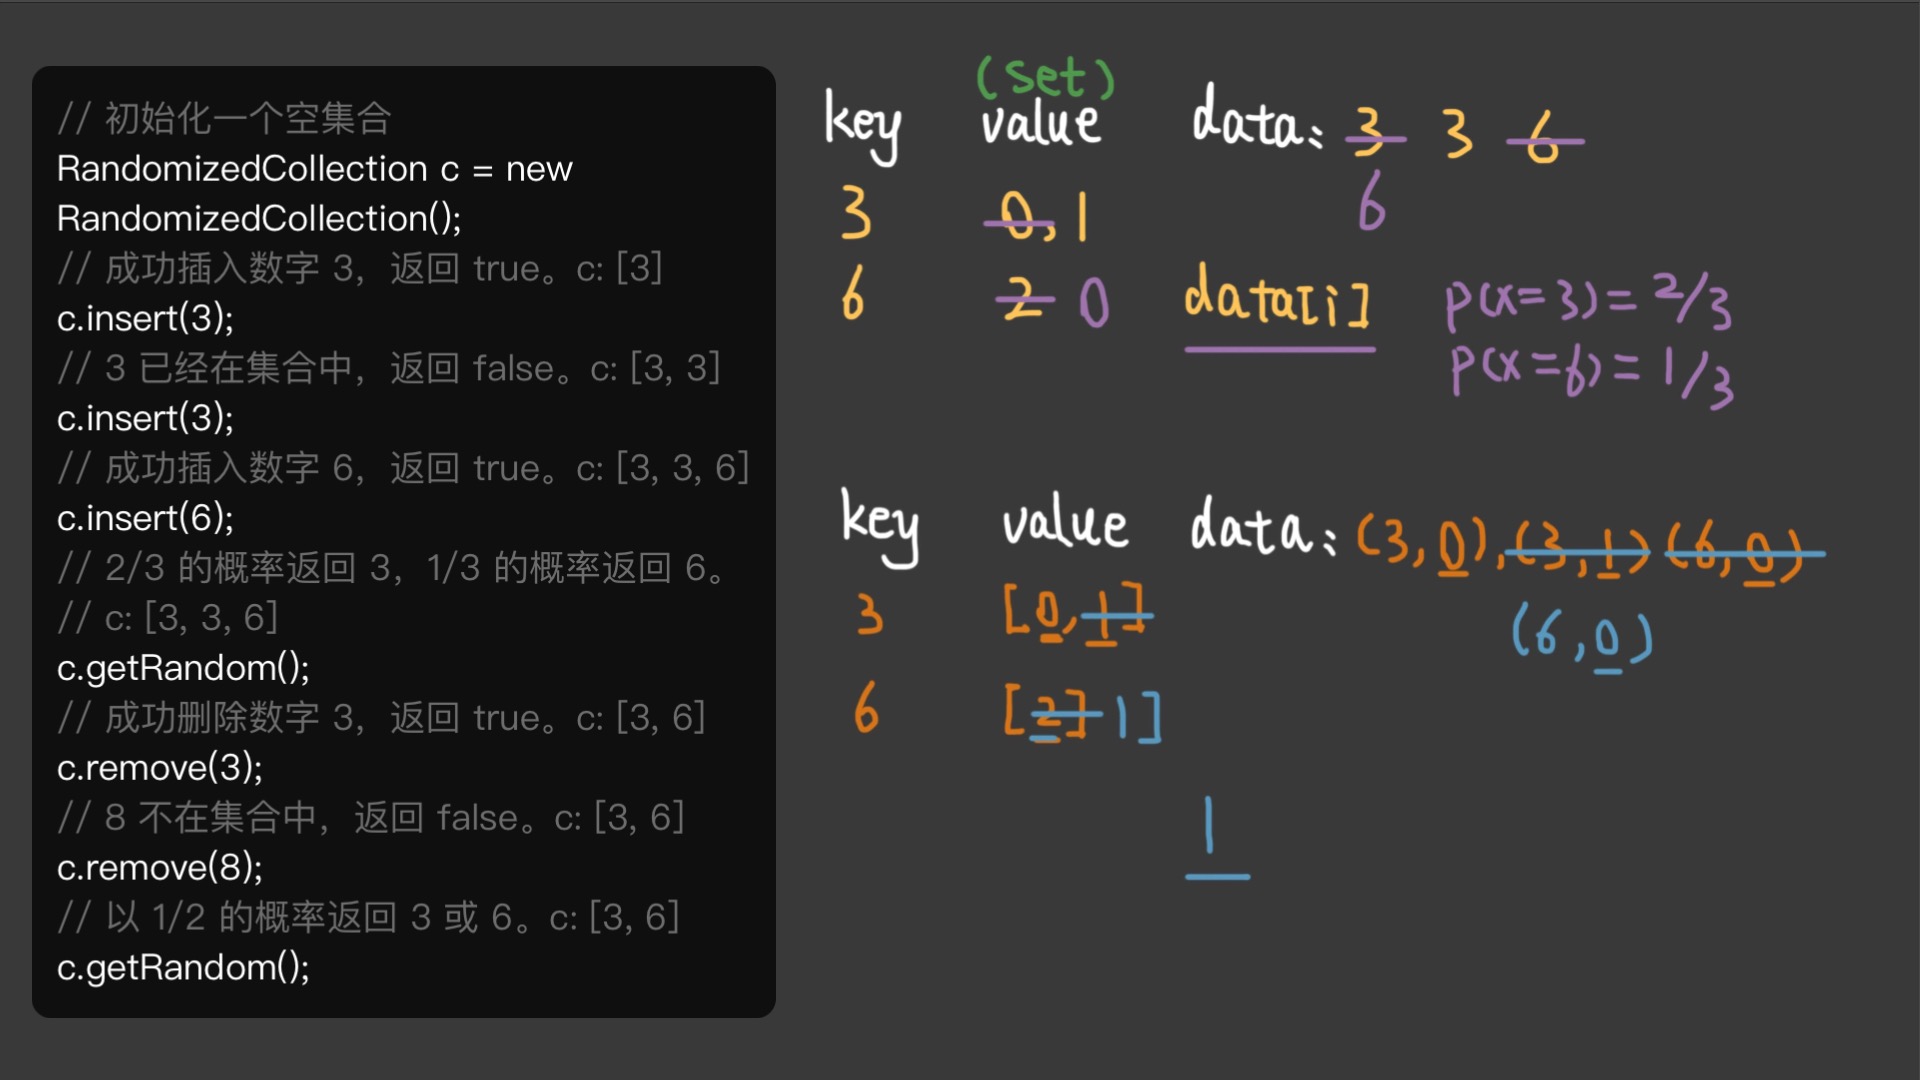 // 初始化一个空集合
RandomizedCollection c = new
RandomizedCollection();
// 成功插入数字 3，返回 true。c: [3]
c.insert(3);
// 3 已经在集合中，返回 false。c: [3, 3]
c.insert(3);
// 成功插入数字 6，返回 true。c: [3, 3, 6]
c.insert(6);
// 2/3 的概率返回 3，1/3 的概率返回 6。
// c: [3, 3, 6]
c.getRandom();
// 成功删除数字 3，返回 true。c: [3, 6]
c.remove(3);
// 8 不在集合中，返回 false。c: [3, 6]
c.remove(8);
// 以 1/2 的概率返回 3 或 6。c: [3, 6]
c.getRandom();
(set)
key value data: 3 3 6
6
3 0, 1
6 2 0 data[i] p(x=3) = 2/3
p(x=6) = 1/3
key value data: (3,0),(3,1)(6,0)
3 [0,1]
(6,0)
6 [2] 1]
1